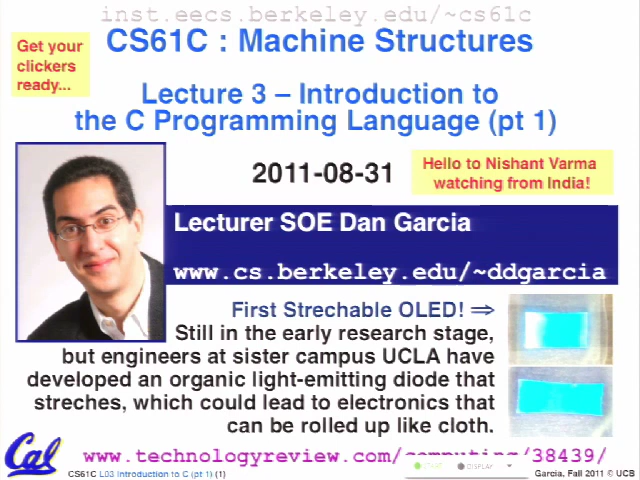 inst.eecs.berkeley.edu/~cs61c
Get your
clickers
ready...
CS61C : Machine Structures
Lecture 3 – Introduction to
the C Programming Language (pt 1)
2011-08-31
Hello to Nishant Varma
watching from India!
Lecturer SOE Dan Garcia
www.cs.berkeley.edu/~ddgarcia
First Strechable OLED! ⇒
Still in the early research stage,
but engineers at sister campus UCLA have
developed an organic light-emitting diode that
streches, which could lead to electronics that
can be rolled up like cloth.
Cal
www.technologyreview.com/computing/38439/
CS61C L03 Introduction to C (pt 1) (1)
START
DISPLAY
Garcia, Fall 2011 © UCB